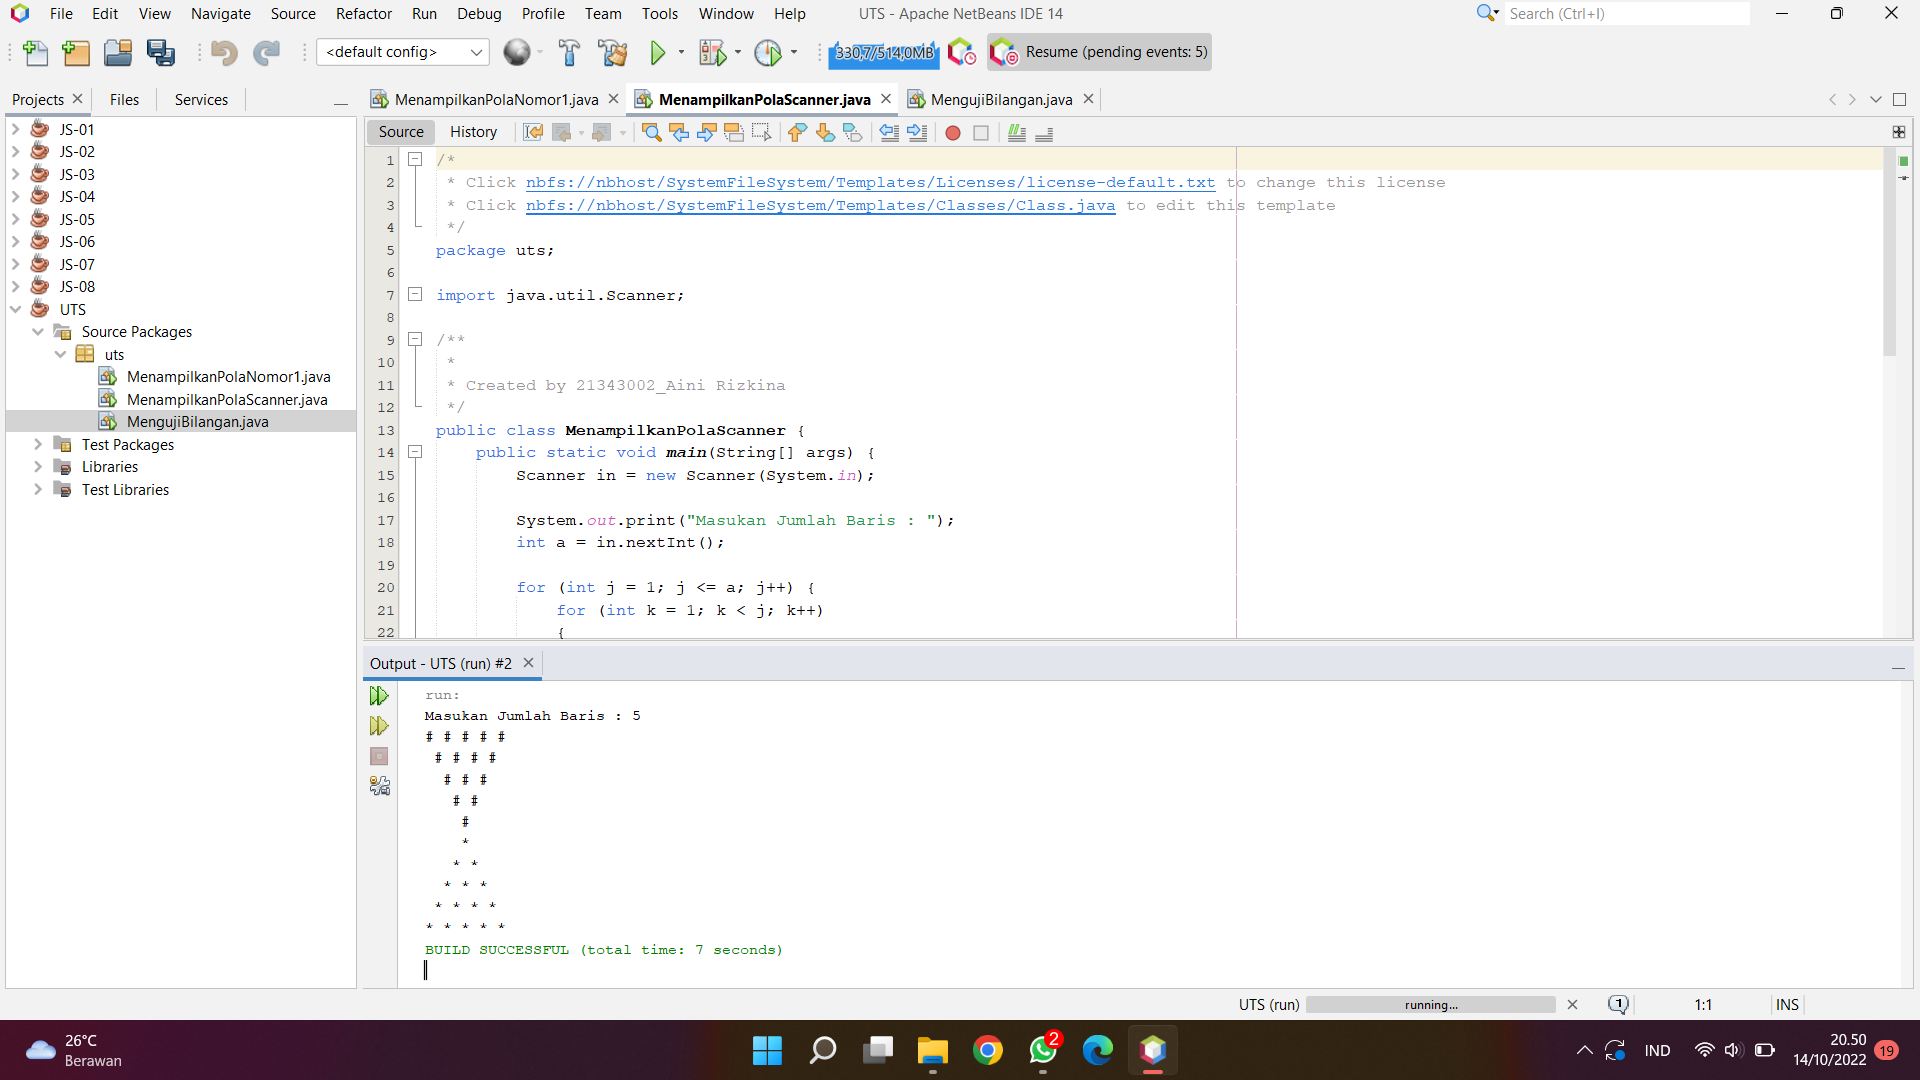 File Edit View Navigate Source Refactor Run Debug Profile Team Tools Window Help UTS - Apache NetBeans IDE 14 Search (Ctrl+I)
<default config> 330,7/514,0MB Resume (pending events: 5)
Projects Files Services MenampilkanPolaNomor1.java MenampilkanPolaScanner.java MengujiBilangan.java
JS-01
JS-02
JS-03
JS-04
JS-05
JS-06
JS-07
JS-08
UTS
Source Packages
uts
MenampilkanPolaNomor1.java
MenampilkanPolaScanner.java
MengujiBilangan.java
Test Packages
Libraries
Test Libraries
Source History
1 /*
2 * Click nbfs://nbhost/SystemFileSystem/Templates/Licenses/license-default.txt to change this license
3 * Click nbfs://nbhost/SystemFileSystem/Templates/Classes/Class.java to edit this template
4 */
5 package uts;
6
7 import java.util.Scanner;
8
9 /**
10 *
11 * Created by 21343002_Aini Rizkina
12 */
13 public class MenampilkanPolaScanner {
14 public static void main(String[] args) {
15 Scanner in = new Scanner(System.in);
16
17 System.out.print("Masukan Jumlah Baris : ");
18 int a = in.nextInt();
19
20 for (int j = 1; j <= a; j++) {
21 for (int k = 1; k < j; k++)
22 {
Output - UTS (run) #2
run:
Masukan Jumlah Baris : 5
# # # # #
# # # #
# # #
# #
#
*
* *
* * *
* * * *
* * * * *
BUILD SUCCESSFUL (total time: 7 seconds)
UTS (run) running... 1 1:1 INS
26°C
Berawan
2
IND
20.50
14/10/2022
19